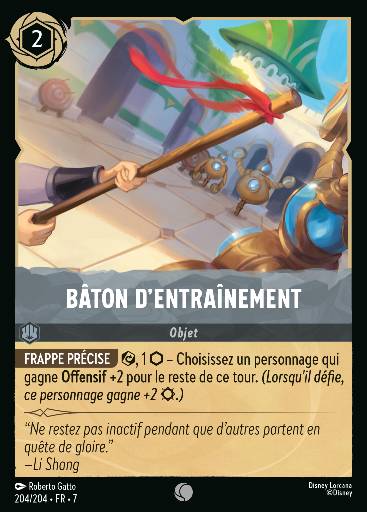 2
BÂTON D'ENTRAÎNEMENT
Objet
FRAPPE PRÉCISE , 1 – Choisissez un personnage qui
gagne Offensif +2 pour le reste de ce tour. (Lorsqu'il défie,
ce personnage gagne +2 .)
"Ne restez pas inactif pendant que d'autres partent en
quête de gloire."
–Li Shang
Roberto Gatto
Disney Lorcana
204/204 • FR • 7
©Disney